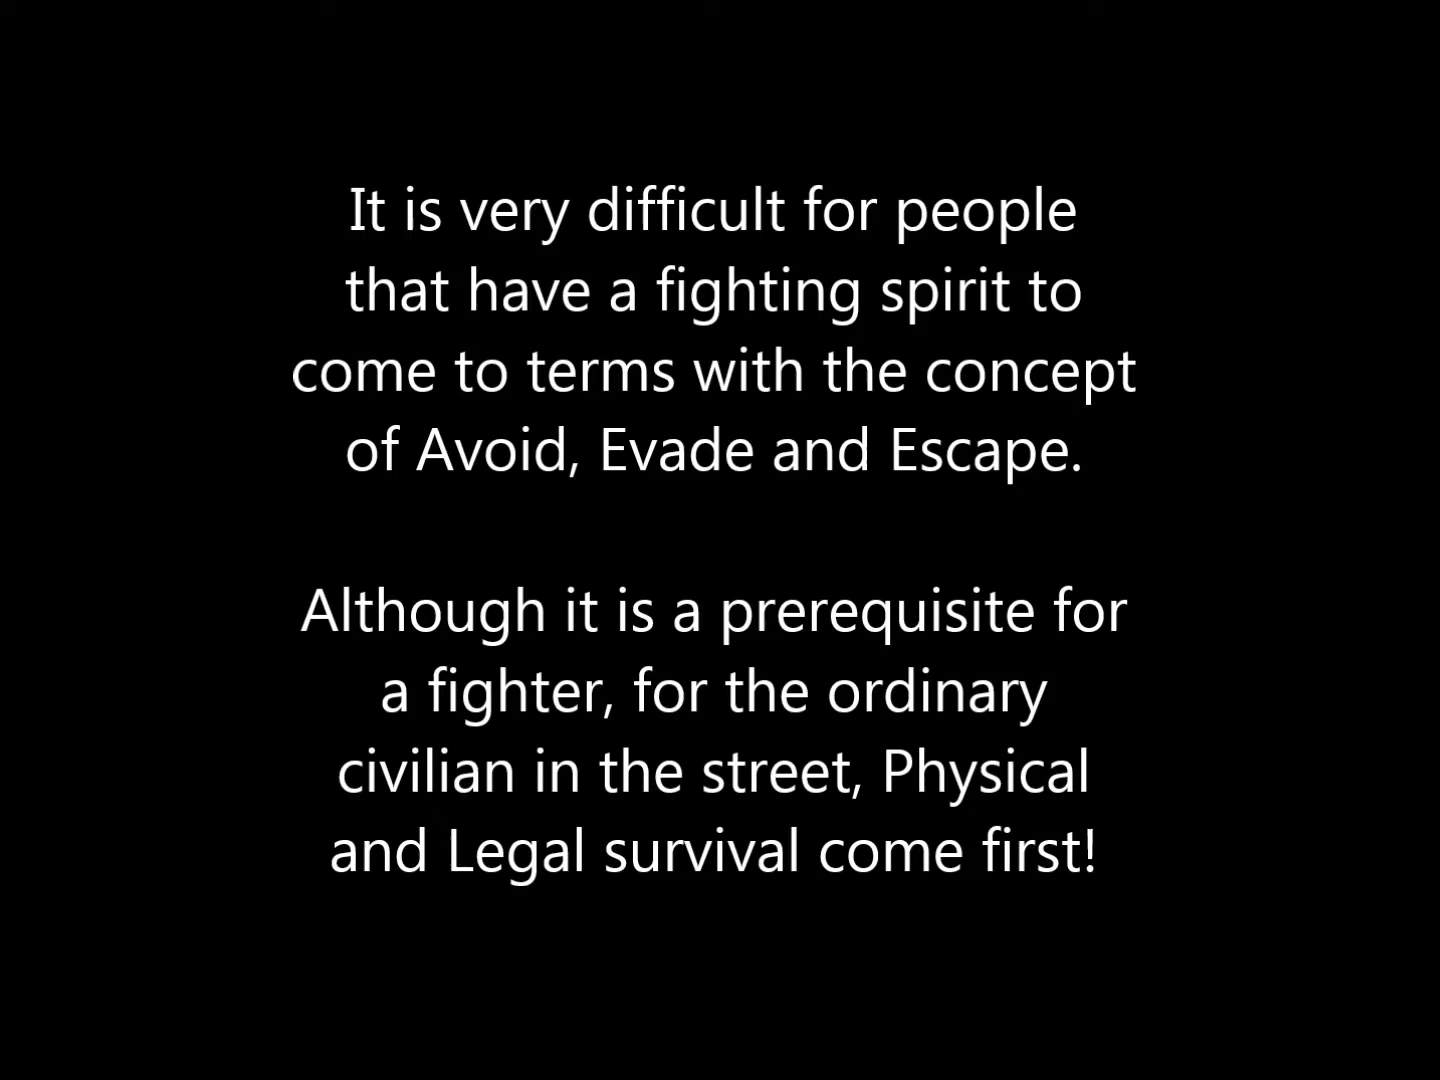 It is very difficult for people
that have a fighting spirit to
come to terms with the concept
of Avoid, Evade and Escape.
Although it is a prerequisite for
a fighter, for the ordinary
civilian in the street, Physical
and Legal survival come first!